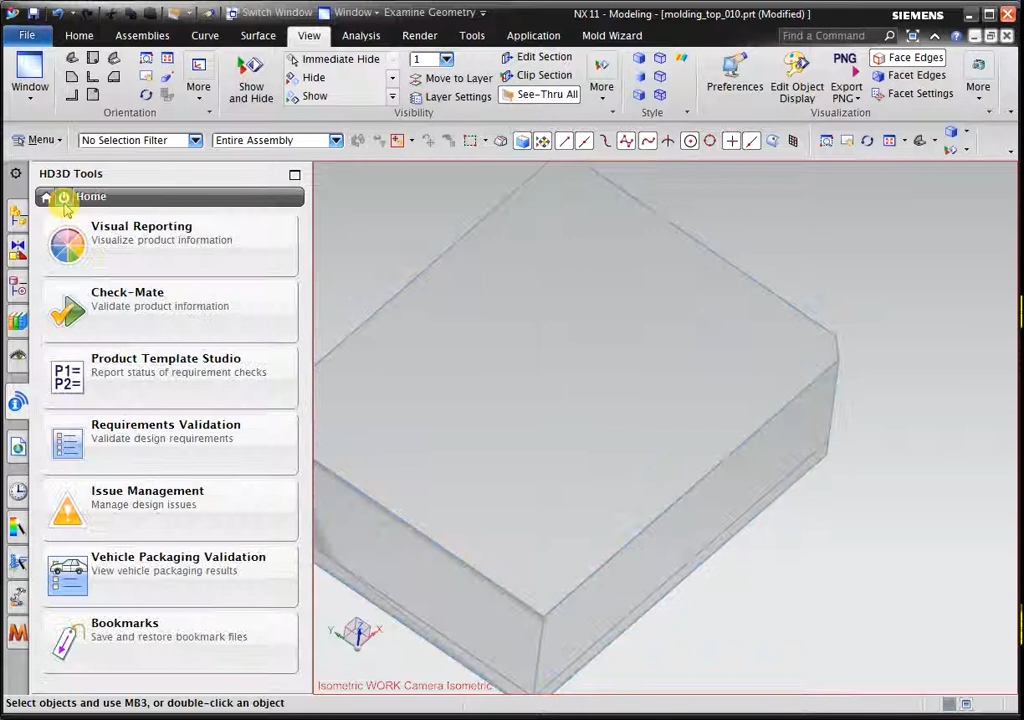 Switch Window Window Examine Geometry NX 11 - Modeling - [molding_top_010.prt (Modified) ] SIEMENS
File Home Assemblies Curve Surface View Analysis Render Tools Application Mold Wizard Find a Command
Window More Show and Hide Immediate Hide Hide Show 1 Move to Layer Layer Settings Edit Section Clip Section See-Thru All More Preferences Edit Object Display PNG Export PNG Face Edges Facet Edges Facet Settings More
Orientation Visibility Style Visualization
Menu No Selection Filter Entire Assembly
HD3D Tools
Home
Visual Reporting
Visualize product information
Check-Mate
Validate product information
Product Template Studio
P1= Report status of requirement checks
P2=
Requirements Validation
Validate design requirements
Issue Management
Manage design issues
Vehicle Packaging Validation
View vehicle packaging results
Bookmarks
Save and restore bookmark files
Y Z X
Isometric WORK Camera Isometric
Select objects and use MB3, or double-click an object